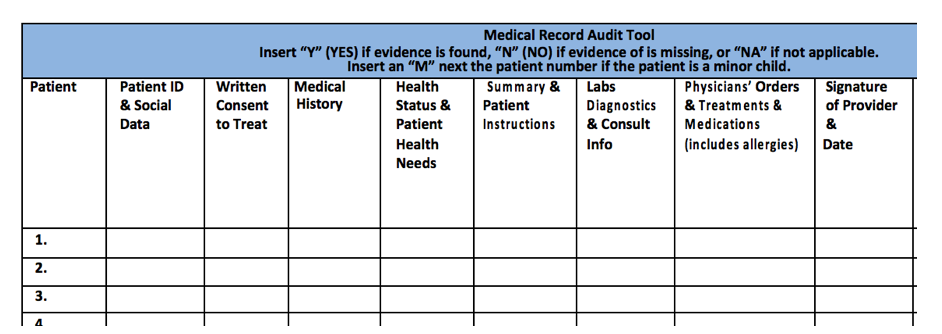 Medical Record Audit Tool
Insert “Y” (YES) if evidence is found, “N” (NO) if evidence of is missing, or “NA” if not applicable.
Insert an “M” next the patient number if the patient is a minor child.
Patient
Patient ID
& Social
Data
Written
Consent
to Treat
Medical
History
Health
Status &
Patient
Health
Needs
Summary &
Patient
Instructions
Labs
Diagnostics
& Consult
Info
Physicians’ Orders
& Treatments &
Medications
(includes allergies)
Signature
of Provider
&
Date
1.
2.
3.
4